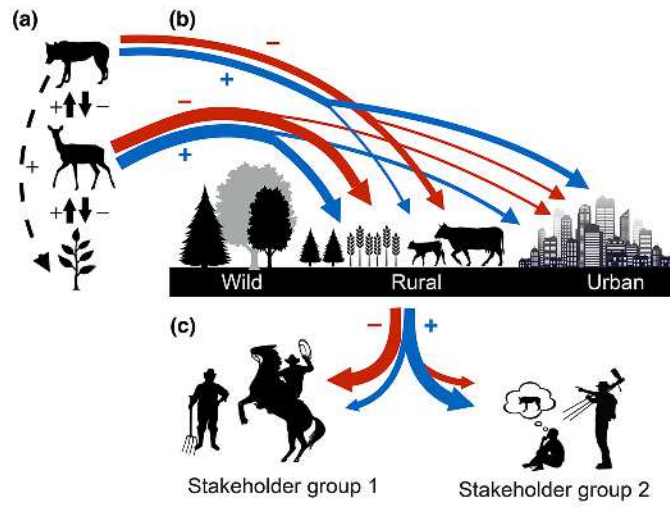 (a)
(b)
−
+
+ −
−
+
+
+ −
Wild Rural Urban
(c)
− +
Stakeholder group 1
Stakeholder group 2